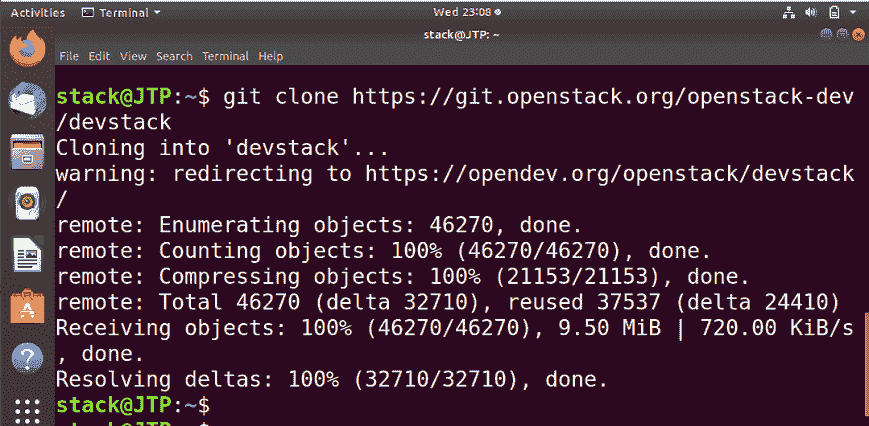 Activities Terminal Wed 23:08
stack@JTP: ~
File Edit View Search Terminal Help
stack@JTP:~$ git clone https://git.openstack.org/openstack-dev
/devstack
Cloning into 'devstack'...
warning: redirecting to https://opendev.org/openstack/devstack
/
remote: Enumerating objects: 46270, done.
remote: Counting objects: 100% (46270/46270), done.
remote: Compressing objects: 100% (21153/21153), done.
remote: Total 46270 (delta 32710), reused 37537 (delta 24410)
Receiving objects: 100% (46270/46270), 9.50 MiB | 720.00 KiB/s
, done.
Resolving deltas: 100% (32710/32710), done.
stack@JTP:~$